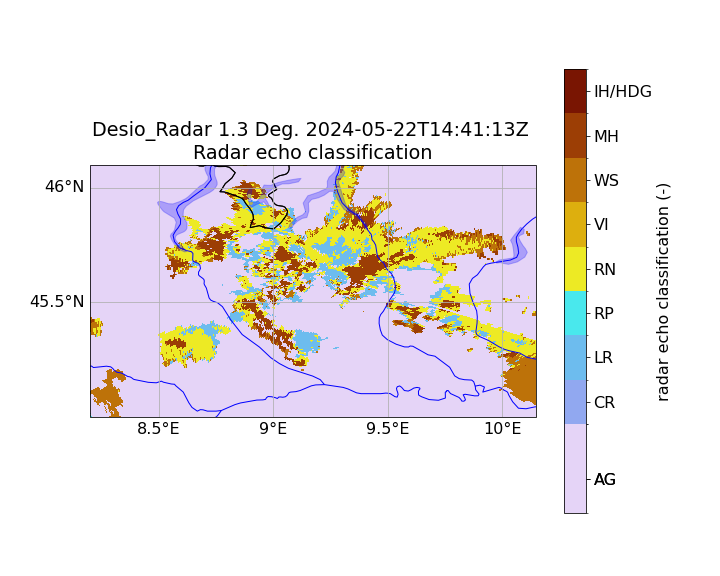 Desio_Radar 1.3 Deg. 2024-05-22T14:41:13Z
Radar echo classification
46°N
45.5°N
8.5°E
9°E
9.5°E
10°E
IH/HDG
MH
WS
VI
RN
RP
LR
CR
AG
radar echo classification (-)